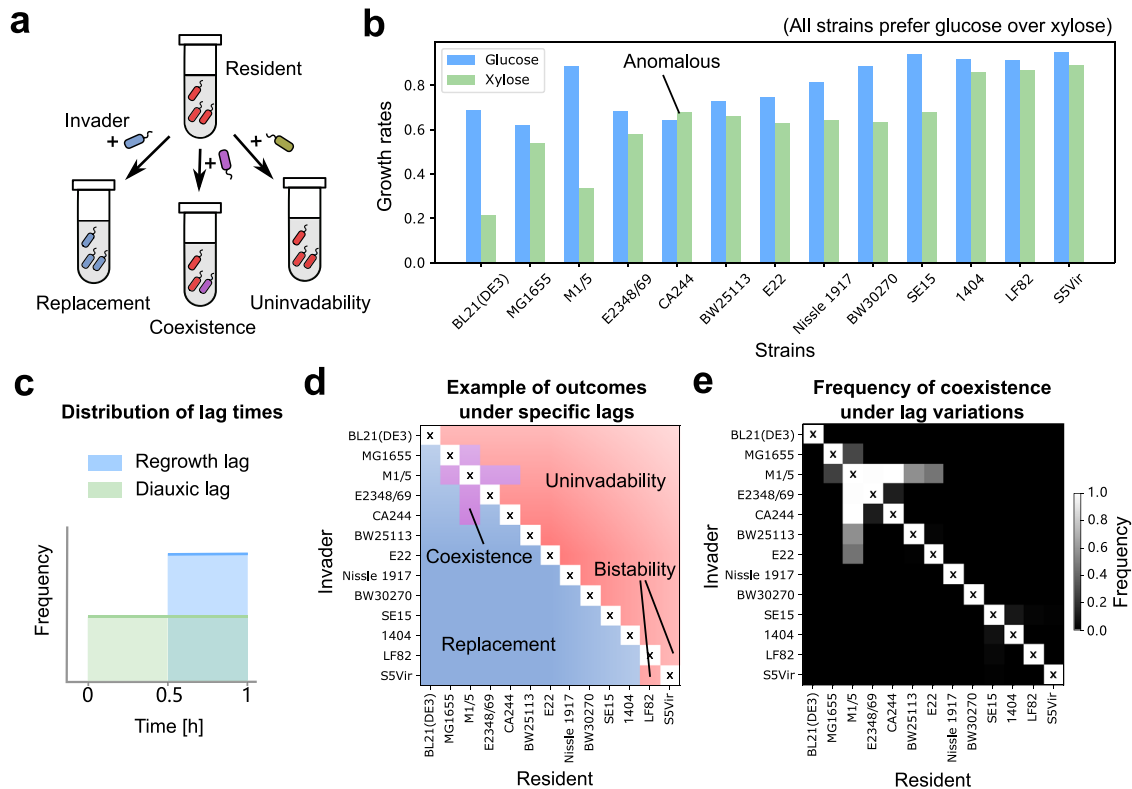 a
Resident
Invader
+
+
+
Replacement
Coexistence
Uninvadability
b
(All strains prefer glucose over xylose)
Glucose
Xylose
Anomalous
Growth rates
0.8
0.6
0.4
0.2
0.0
BL21(DE3)
MG1655
M1/5
E2348/69
CA244
BW25113
E22
Nissle 1917
BW30270
SE15
1404
LF82
S5Vir
Strains
c
Distribution of lag times
Regrowth lag
Diauxic lag
Frequency
0
0.5
1
Time [h]
d
Example of outcomes
under specific lags
Invader
BL21(DE3)
MG1655
M1/5
E2348/69
CA244
BW25113
E22
Nissle 1917
BW30270
SE15
1404
LF82
S5Vir
x
x
x
x
x
x
x
x
x
x
x
x
x
Uninvadability
Coexistence
Bistability
Replacement
BL21(DE3)
MG1655
M1/5
E2348/69
CA244
BW25113
E22
Nissle 1917
BW30270
SE15
1404
LF82
S5Vir
Resident
e
Frequency of coexistence
under lag variations
Invader
BL21(DE3)
MG1655
M1/5
E2348/69
CA244
BW25113
E22
Nissle 1917
BW30270
SE15
1404
LF82
S5Vir
x
x
x
x
x
x
x
x
x
x
x
x
x
1.0
0.8
0.6
0.4
0.2
0.0
Frequency
BL21(DE3)
MG1655
M1/5
E2348/69
CA244
BW25113
E22
Nissle 1917
BW30270
SE15
1404
LF82
S5Vir
Resident